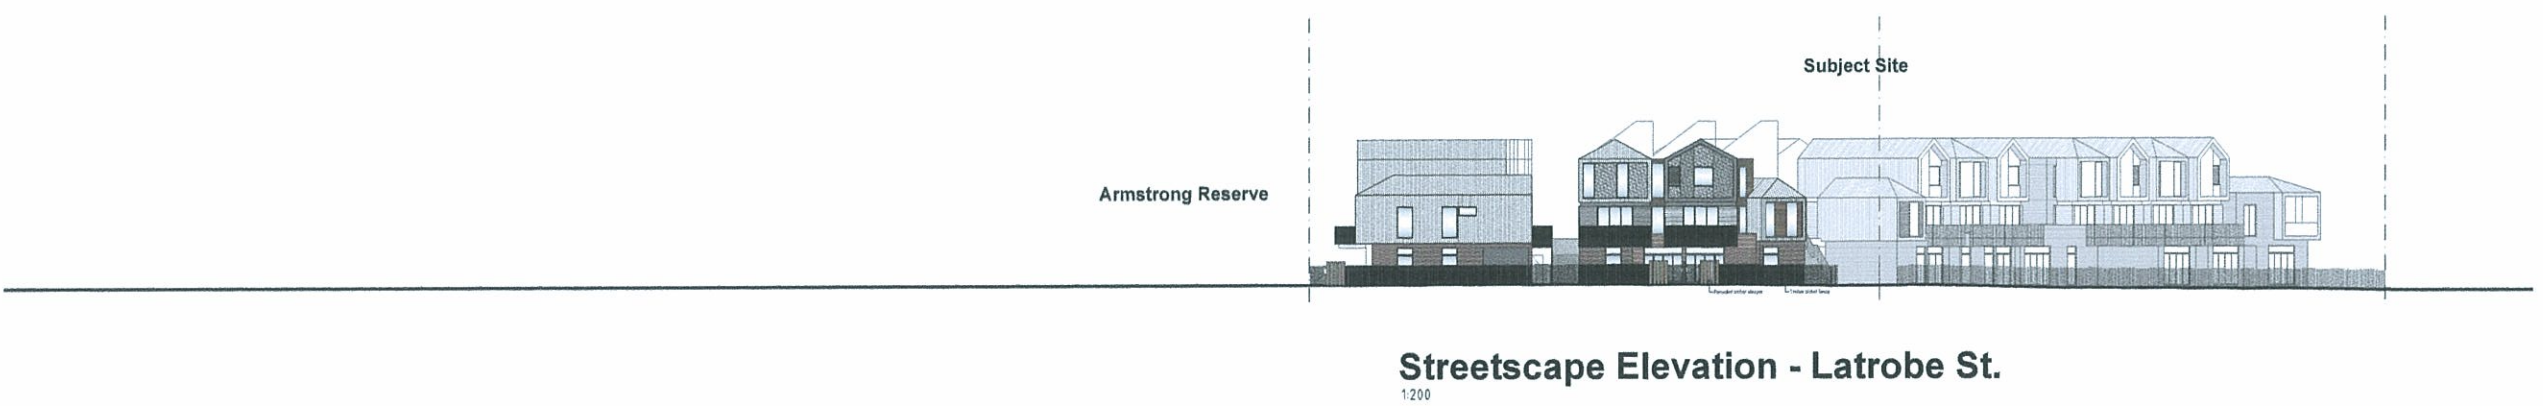 Subject Site
Armstrong Reserve
Streetscape Elevation - Latrobe St.
1:200